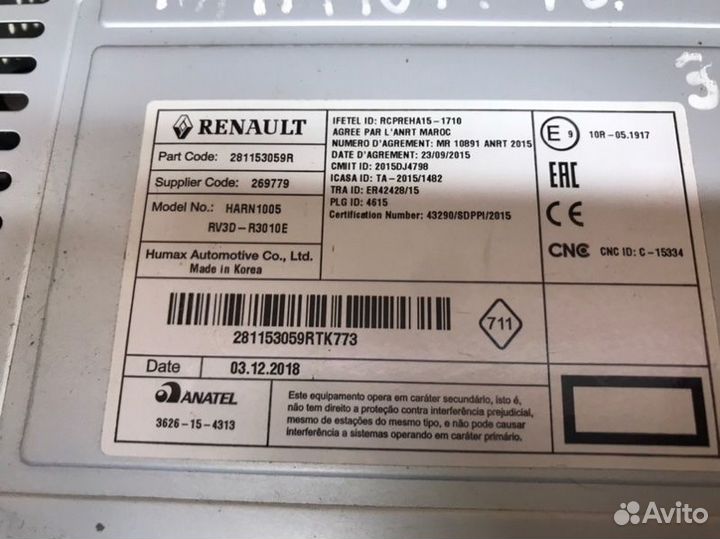 3
RENAULT
Part Code: 281153059R
Supplier Code: 269779
Model No.: HARN1005
RV3D-R3010E
Humax Automotive Co., Ltd.
Made in Korea
IFETEL ID: RCPREHA15-1710
AGREE PAR L'ANRT MAROC
NUMERO D'AGREMENT: MR 10891 ANRT 2015
DATE D'AGREMENT: 23/09/2015
CMIIT ID: 2015DJ4798
ICASA ID: TA-2015/1482
TRA ID: ER42428/15
PLG ID: 4615
Certification Number: 43290/SDPPI/2015
E 9 10R-05.1917
EAC
CE
CNC CNC ID: C-15334
281153059RTK773
711
Date 03.12.2018
ANATEL
3626-15-4313
Este equipamento opera em caráter secundário, isto é,
não tem direito a proteção contra interferência prejudicial,
mesmo de estações do mesmo tipo, e não pode causar
interferência a sistemas operando em caráter primário.
Avito